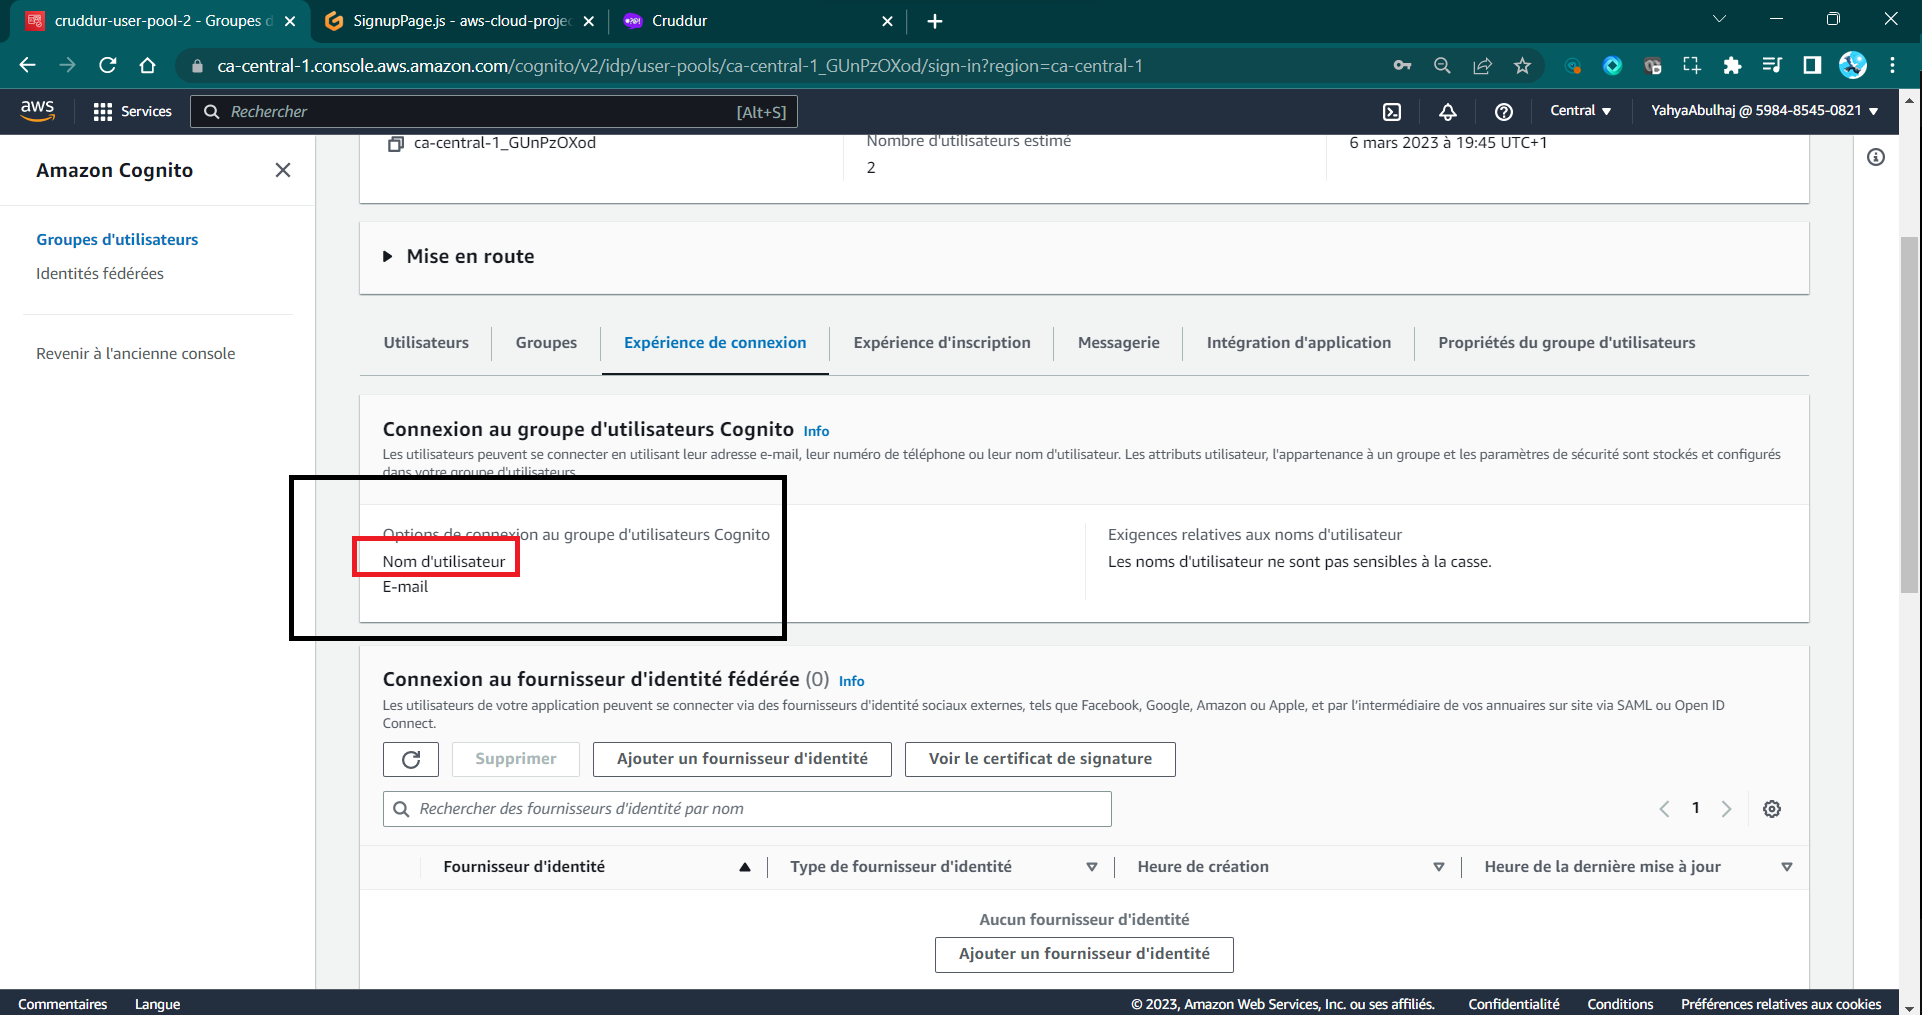 cruddur-user-pool-2 - Groupes d
SignupPage.js - aws-cloud-proje
Cruddur
ca-central-1.console.aws.amazon.com/cognito/v2/idp/user-pools/ca-central-1_GUnPzOXod/sign-in?region=ca-central-1
aws
Services
Rechercher
[Alt+S]
Central
YahyaAbulhaj @ 5984-8545-0821
Amazon Cognito
Groupes d'utilisateurs
Identités fédérées
Revenir à l'ancienne console
ca-central-1_GUnPzOXod
Nombre d'utilisateurs estimé
2
6 mars 2023 à 19:45 UTC+1
Mise en route
Utilisateurs
Groupes
Expérience de connexion
Expérience d'inscription
Messagerie
Intégration d'application
Propriétés du groupe d'utilisateurs
Connexion au groupe d'utilisateurs Cognito Info
Les utilisateurs peuvent se connecter en utilisant leur adresse e-mail, leur numéro de téléphone ou leur nom d'utilisateur. Les attributs utilisateur, l'appartenance à un groupe et les paramètres de sécurité sont stockés et configurés
dans votre groupe d'utilisateurs.
Options de connexion au groupe d'utilisateurs Cognito
Nom d'utilisateur
E-mail
Exigences relatives aux noms d'utilisateur
Les noms d'utilisateur ne sont pas sensibles à la casse.
Connexion au fournisseur d'identité fédérée (0) Info
Les utilisateurs de votre application peuvent se connecter via des fournisseurs d'identité sociaux externes, tels que Facebook, Google, Amazon ou Apple, et par l'intermédiaire de vos annuaires sur site via SAML ou Open ID
Connect.
Supprimer
Ajouter un fournisseur d'identité
Voir le certificat de signature
Rechercher des fournisseurs d'identité par nom
1
Fournisseur d'identité
Type de fournisseur d'identité
Heure de création
Heure de la dernière mise à jour
Aucun fournisseur d'identité
Ajouter un fournisseur d'identité
Commentaires
Langue
© 2023, Amazon Web Services, Inc. ou ses affiliés.
Confidentialité
Conditions
Préférences relatives aux cookies